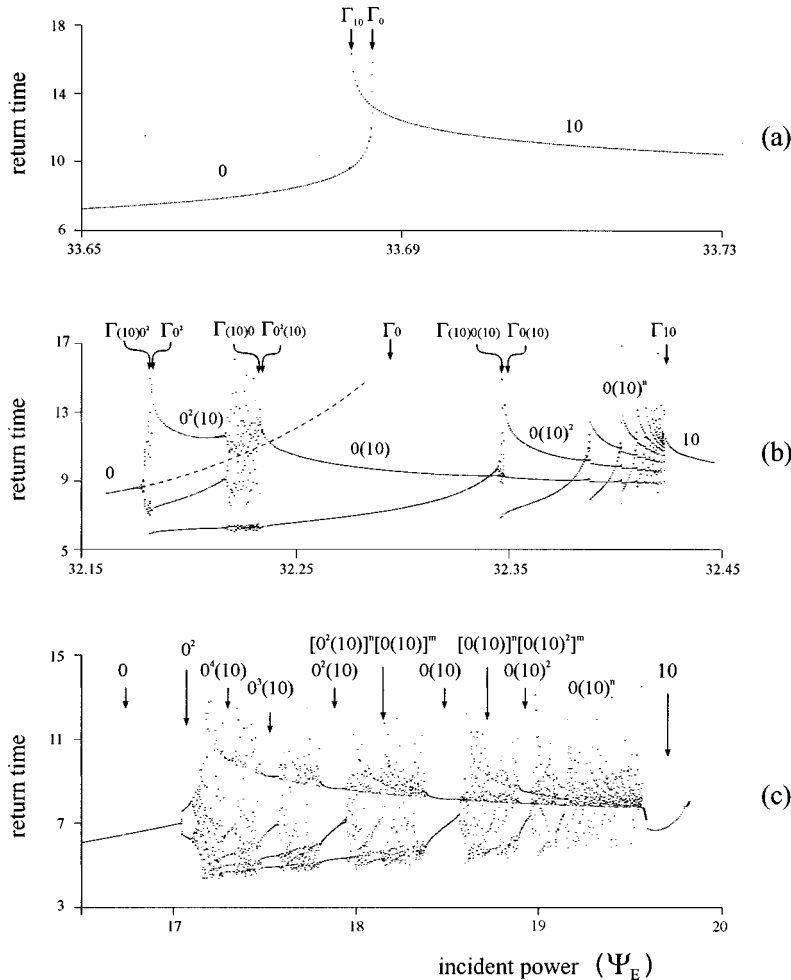 Γ₁₀ Γ₀
18
14
10
6
return time
0
10
(a)
33.65 33.69 33.73
Γ(10)0² Γ0² Γ(10)0 Γ0²(10) Γ0 Γ(10)0(10) Γ0(10) Γ10
17
13
9
5
return time
0
0²(10)
0(10)
0(10)²
0(10)ⁿ
10
(b)
32.15 32.25 32.35 32.45
[0²(10)]ⁿ[0(10)]ᵐ [0(10)]ⁿ[0(10)²]ᵐ
0 0² 0⁴(10) 0³(10) 0²(10) 0(10) 0(10)² 0(10)ⁿ 10
15
11
7
3
return time
(c)
17 18 19 20
incident power (Ψ_E)